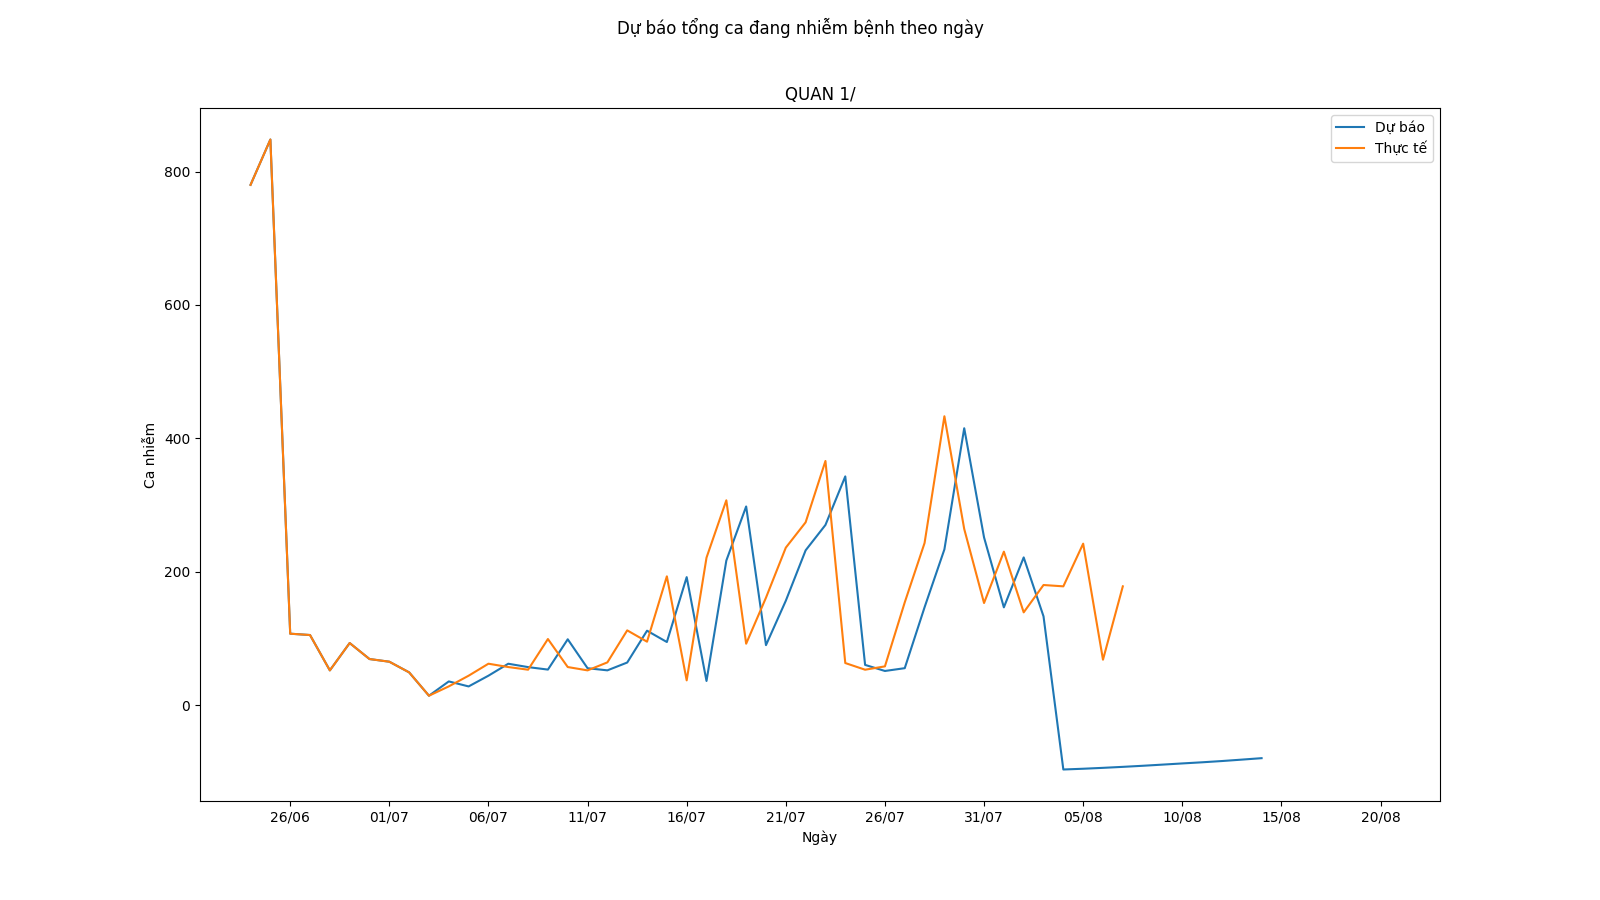 Dự báo tổng ca đang nhiễm bệnh theo ngày
QUAN 1/
Dự báo
Thực tế
Ca nhiễm
800
600
400
200
0
26/06 01/07 06/07 11/07 16/07 21/07 26/07 31/07 05/08 10/08 15/08 20/08
Ngày